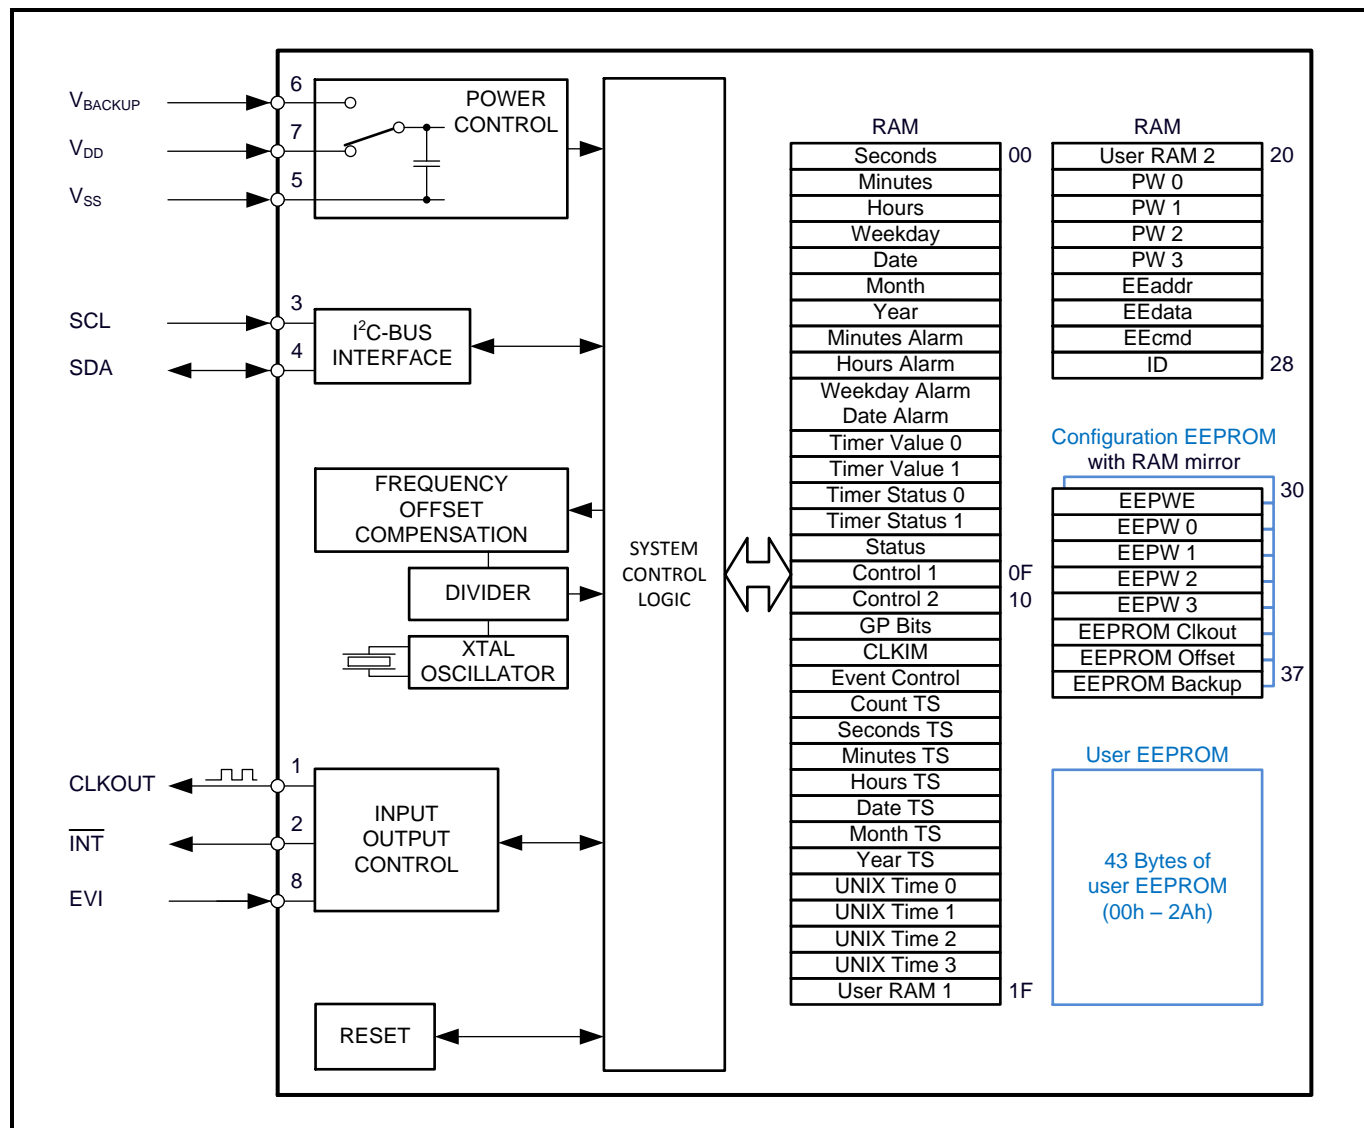 V_BACKUP
6
V_DD
7
V_SS
5
POWER
CONTROL
SCL
3
SDA
4
I²C-BUS
INTERFACE
FREQUENCY
OFFSET
COMPENSATION
DIVIDER
XTAL
OSCILLATOR
CLKOUT
1
INT
2
EVI
8
INPUT
OUTPUT
CONTROL
RESET
SYSTEM
CONTROL
LOGIC
RAM
Seconds 00
Minutes
Hours
Weekday
Date
Month
Year
Minutes Alarm
Hours Alarm
Weekday Alarm
Date Alarm
Timer Value 0
Timer Value 1
Timer Status 0
Timer Status 1
Status
Control 1 0F
Control 2 10
GP Bits
CLKIM
Event Control
Count TS
Seconds TS
Minutes TS
Hours TS
Date TS
Month TS
Year TS
UNIX Time 0
UNIX Time 1
UNIX Time 2
UNIX Time 3
User RAM 1 1F
RAM
User RAM 2 20
PW 0
PW 1
PW 2
PW 3
EEaddr
EEdata
EEcmd
ID 28
Configuration EEPROM
with RAM mirror
EEPWE 30
EEPW 0
EEPW 1
EEPW 2
EEPW 3
EEPROM Clkout
EEPROM Offset
EEPROM Backup 37
User EEPROM
43 Bytes of
user EEPROM
(00h – 2Ah)